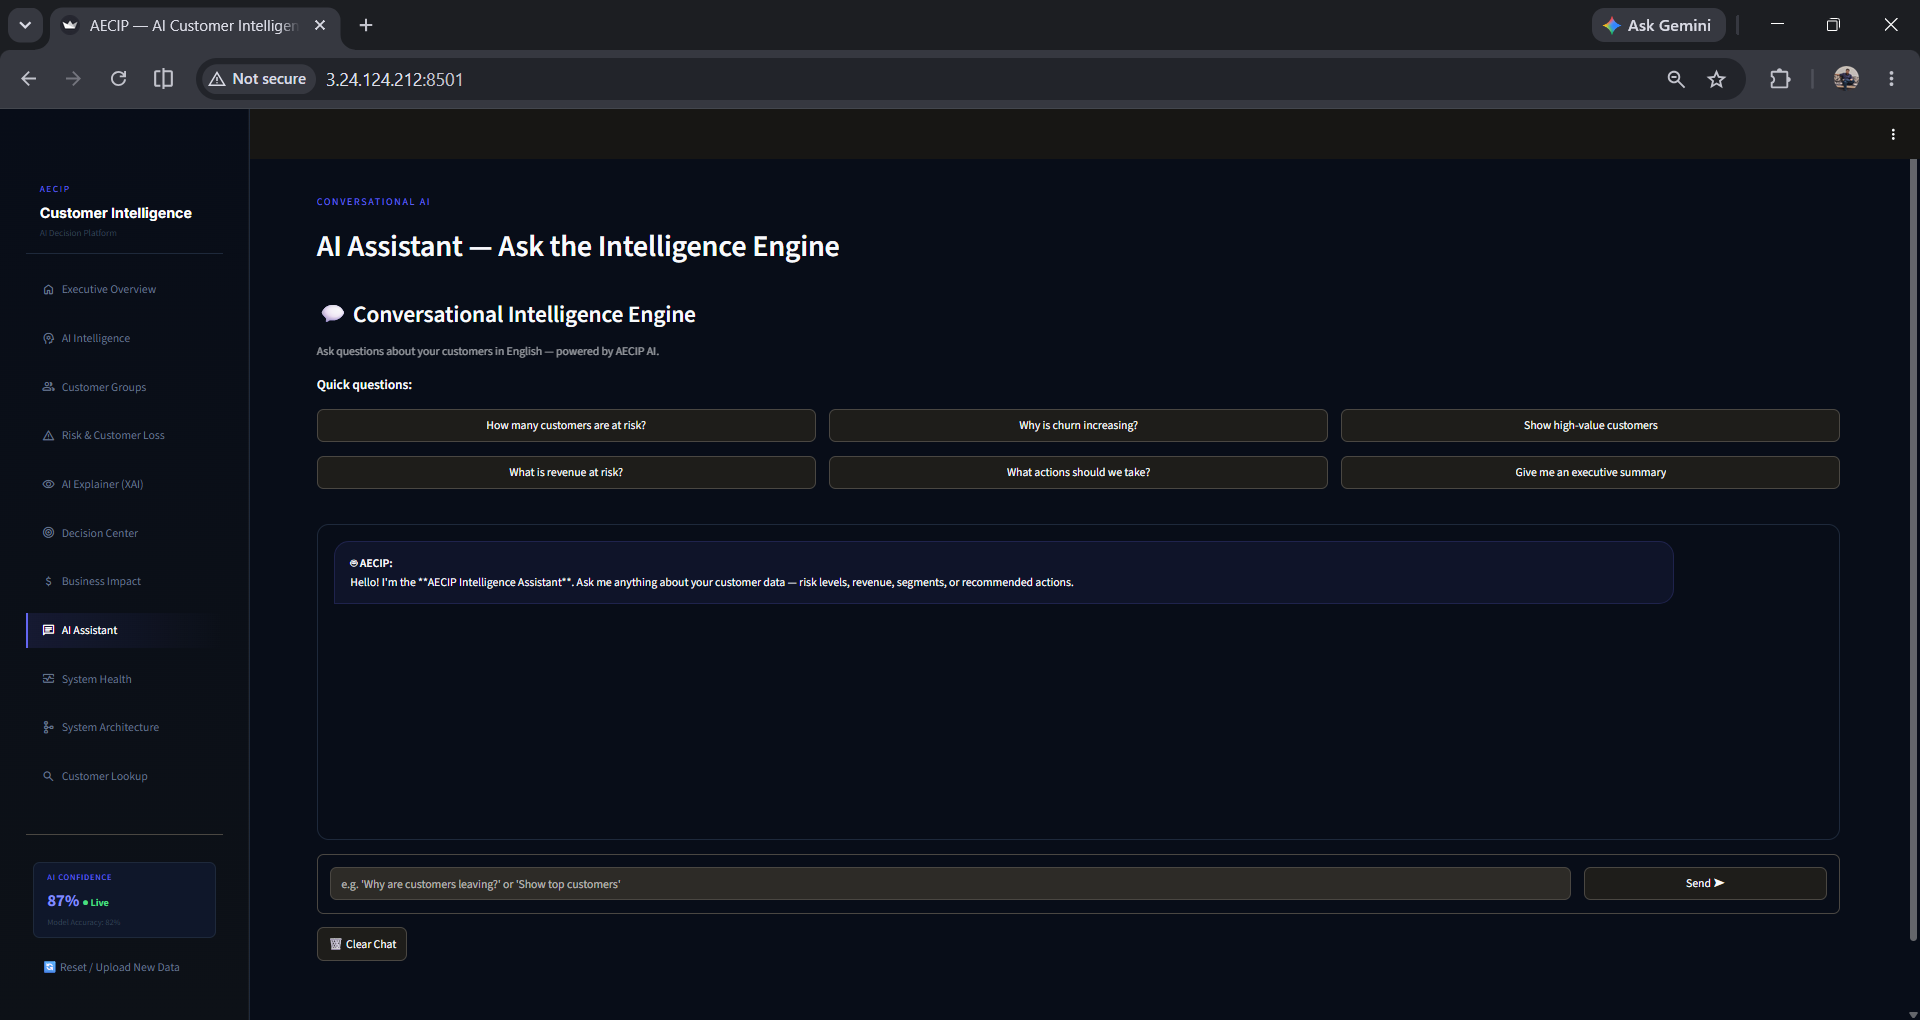 AECIP — AI Customer Intelligen
Ask Gemini
Not secure
3.24.124.212:8501
AECIP
Customer Intelligence
AI Decision Platform
Executive Overview
AI Intelligence
Customer Groups
Risk & Customer Loss
AI Explainer (XAI)
Decision Center
$ Business Impact
AI Assistant
System Health
System Architecture
Customer Lookup
AI CONFIDENCE
87% ● Live
Model Accuracy: 82%
Reset / Upload New Data
CONVERSATIONAL AI
AI Assistant — Ask the Intelligence Engine
Conversational Intelligence Engine
Ask questions about your customers in English — powered by AECIP AI.
Quick questions:
How many customers are at risk?
Why is churn increasing?
Show high-value customers
What is revenue at risk?
What actions should we take?
Give me an executive summary
AECIP:
Hello! I'm the **AECIP Intelligence Assistant**. Ask me anything about your customer data — risk levels, revenue, segments, or recommended actions.
e.g. 'Why are customers leaving?' or 'Show top customers'
Send ➤
Clear Chat